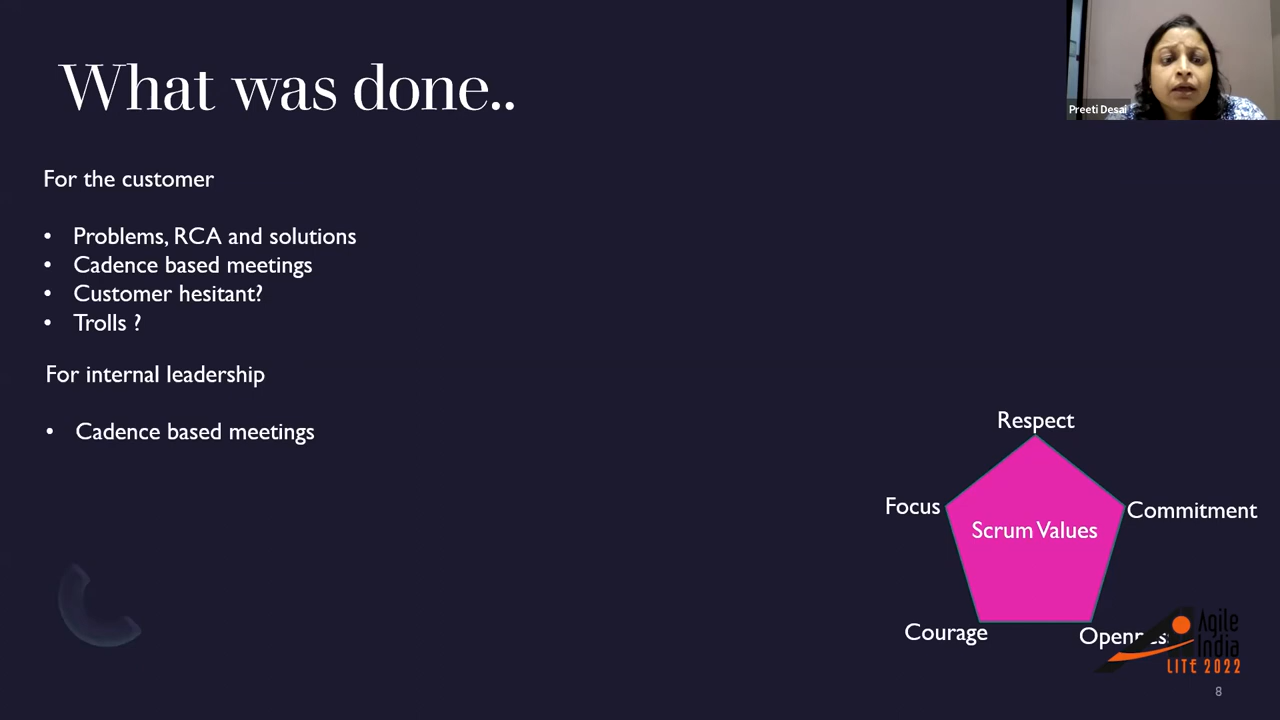 What was done..
Preeti Desai
For the customer
• Problems, RCA and solutions
• Cadence based meetings
• Customer hesitant?
• Trolls ?
For internal leadership
• Cadence based meetings
Respect
Focus
Commitment
Scrum Values
Courage
Openness
Agile
India
LITE 2022
8